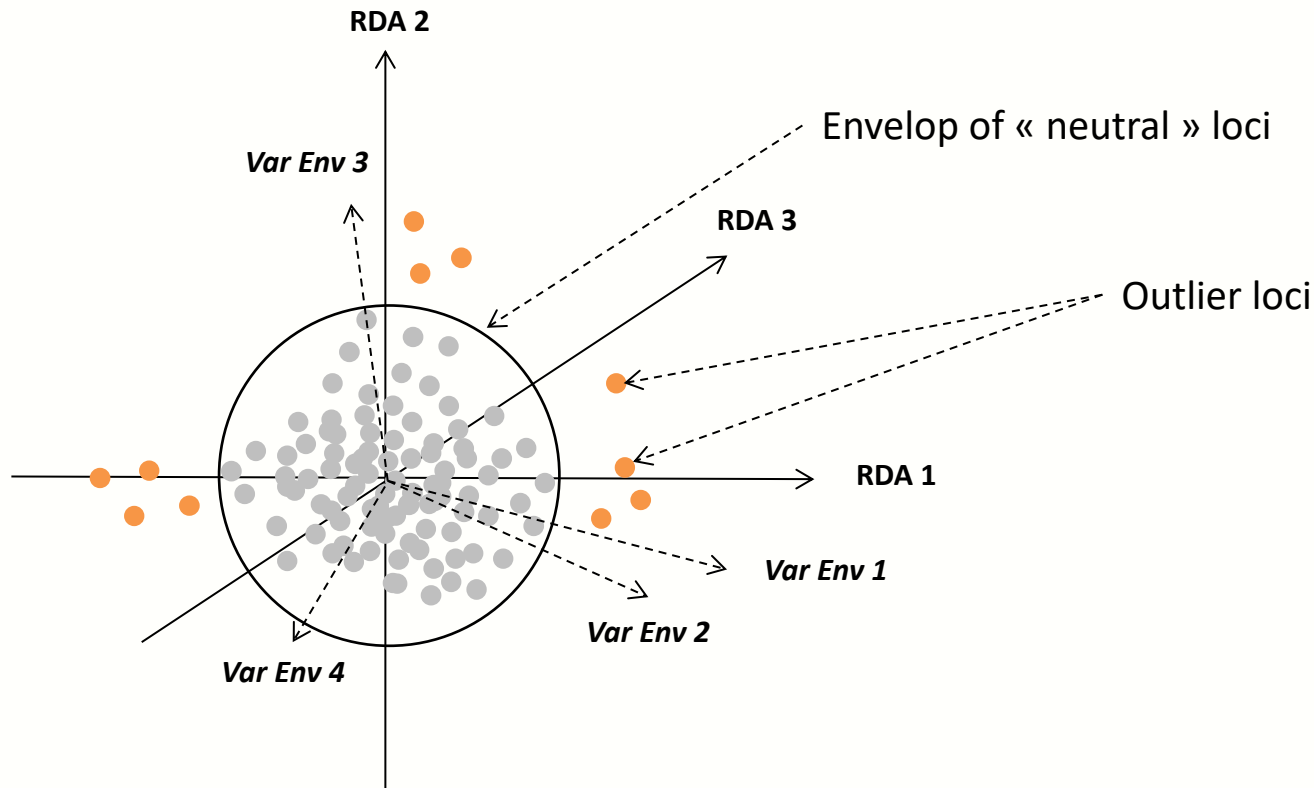 RDA 2
Envelop of « neutral » loci
Var Env 3
RDA 3
Outlier loci
RDA 1
Var Env 1
Var Env 2
Var Env 4